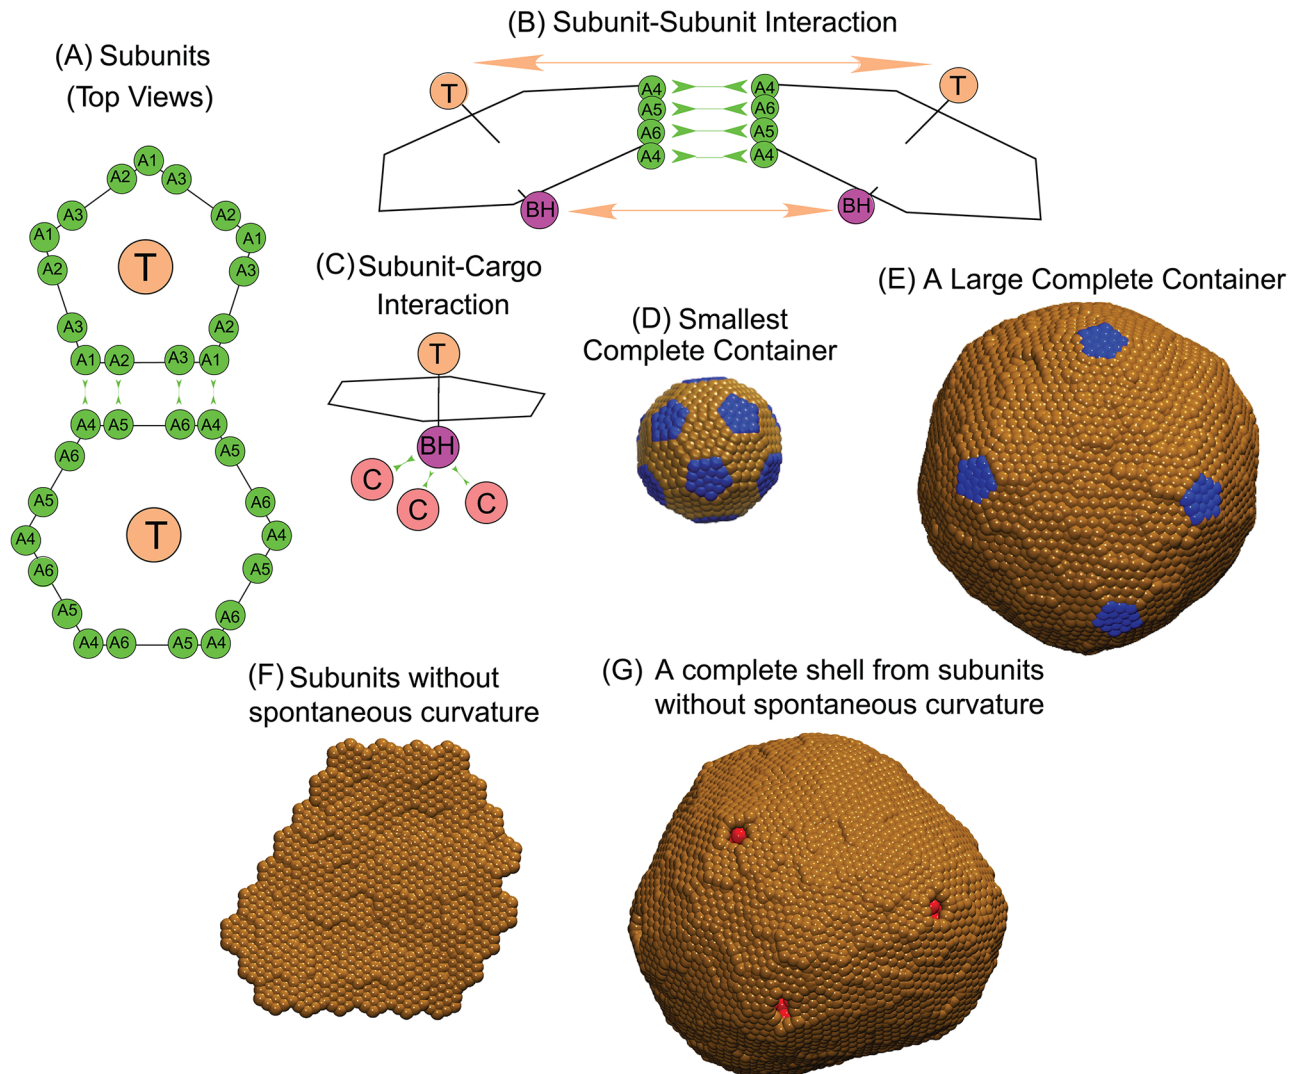 (A) Subunits
(Top Views)
A1
A2 A3
A3 A2
A1 A1
T
A2 A3
A3 A2
A1 A2 A3 A1
A4 A5 A6 A4
A6 A5
A5 A6
A4 T A4
A6 A5
A5 A6
A4 A6 A5 A4
(B) Subunit-Subunit Interaction
T A4 A4 T
A5 A6
A6 A5
A4 A4
BH BH
(C) Subunit-Cargo
Interaction
T
BH
C C C
(D) Smallest
Complete Container
(E) A Large Complete Container
(F) Subunits without
spontaneous curvature
(G) A complete shell from subunits
without spontaneous curvature